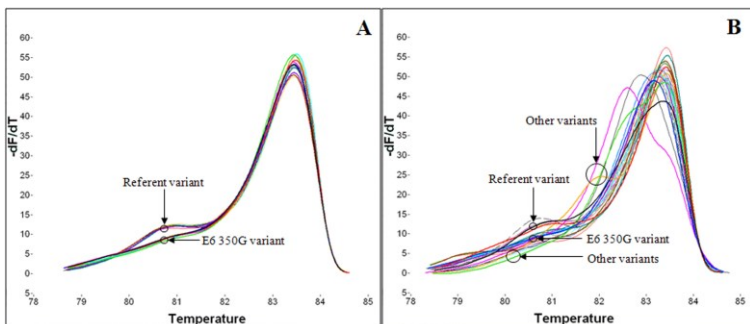 A
60
55
50
45
40
35
30
25
20
15
10
5
0
5
-dF/dT
Referent variant
E6 350G variant
78 79 80 81 82 83 84 85
Temperature
B
60
55
50
45
40
35
30
25
20
15
10
5
0
5
-dF/dT
Other variants
Referent variant
E6 350G variant
Other variants
78 79 80 81 82 83 84 85
Temperature